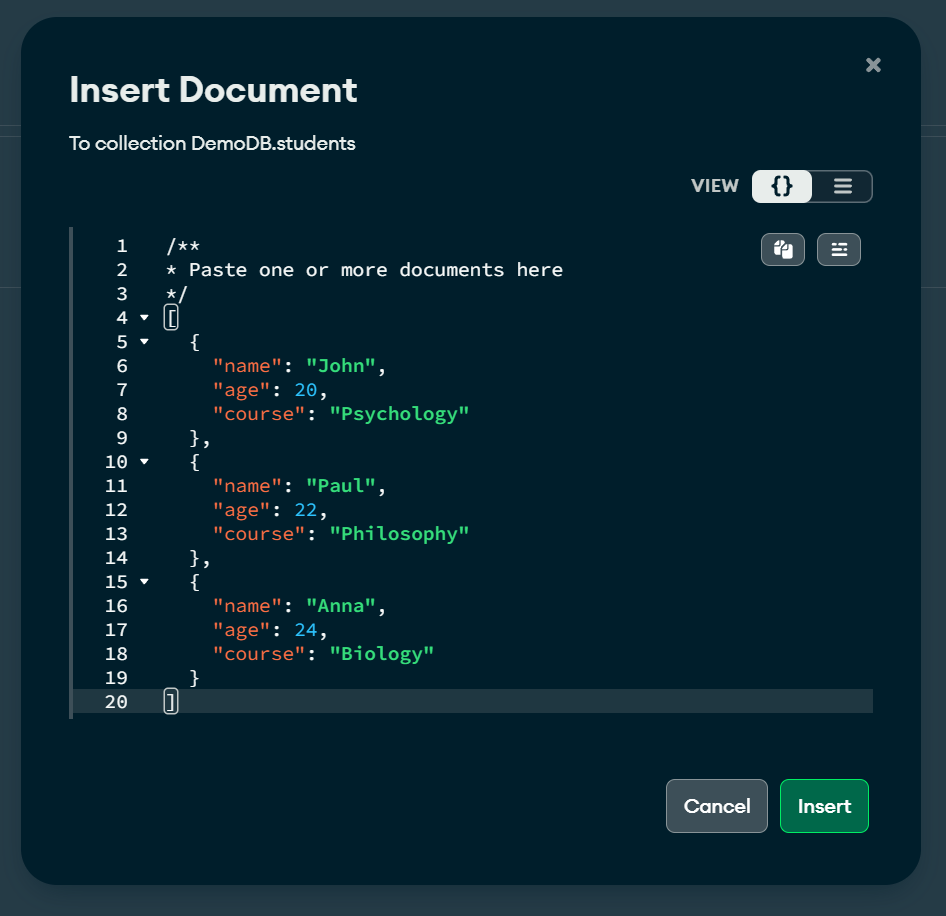 Insert Document
To collection DemoDB.students
VIEW {}
1 /**
2 * Paste one or more documents here
3 */
4 [
5 {
6 "name": "John",
7 "age": 20,
8 "course": "Psychology"
9 },
10 {
11 "name": "Paul",
12 "age": 22,
13 "course": "Philosophy"
14 },
15 {
16 "name": "Anna",
17 "age": 24,
18 "course": "Biology"
19 }
20 ]
Cancel Insert